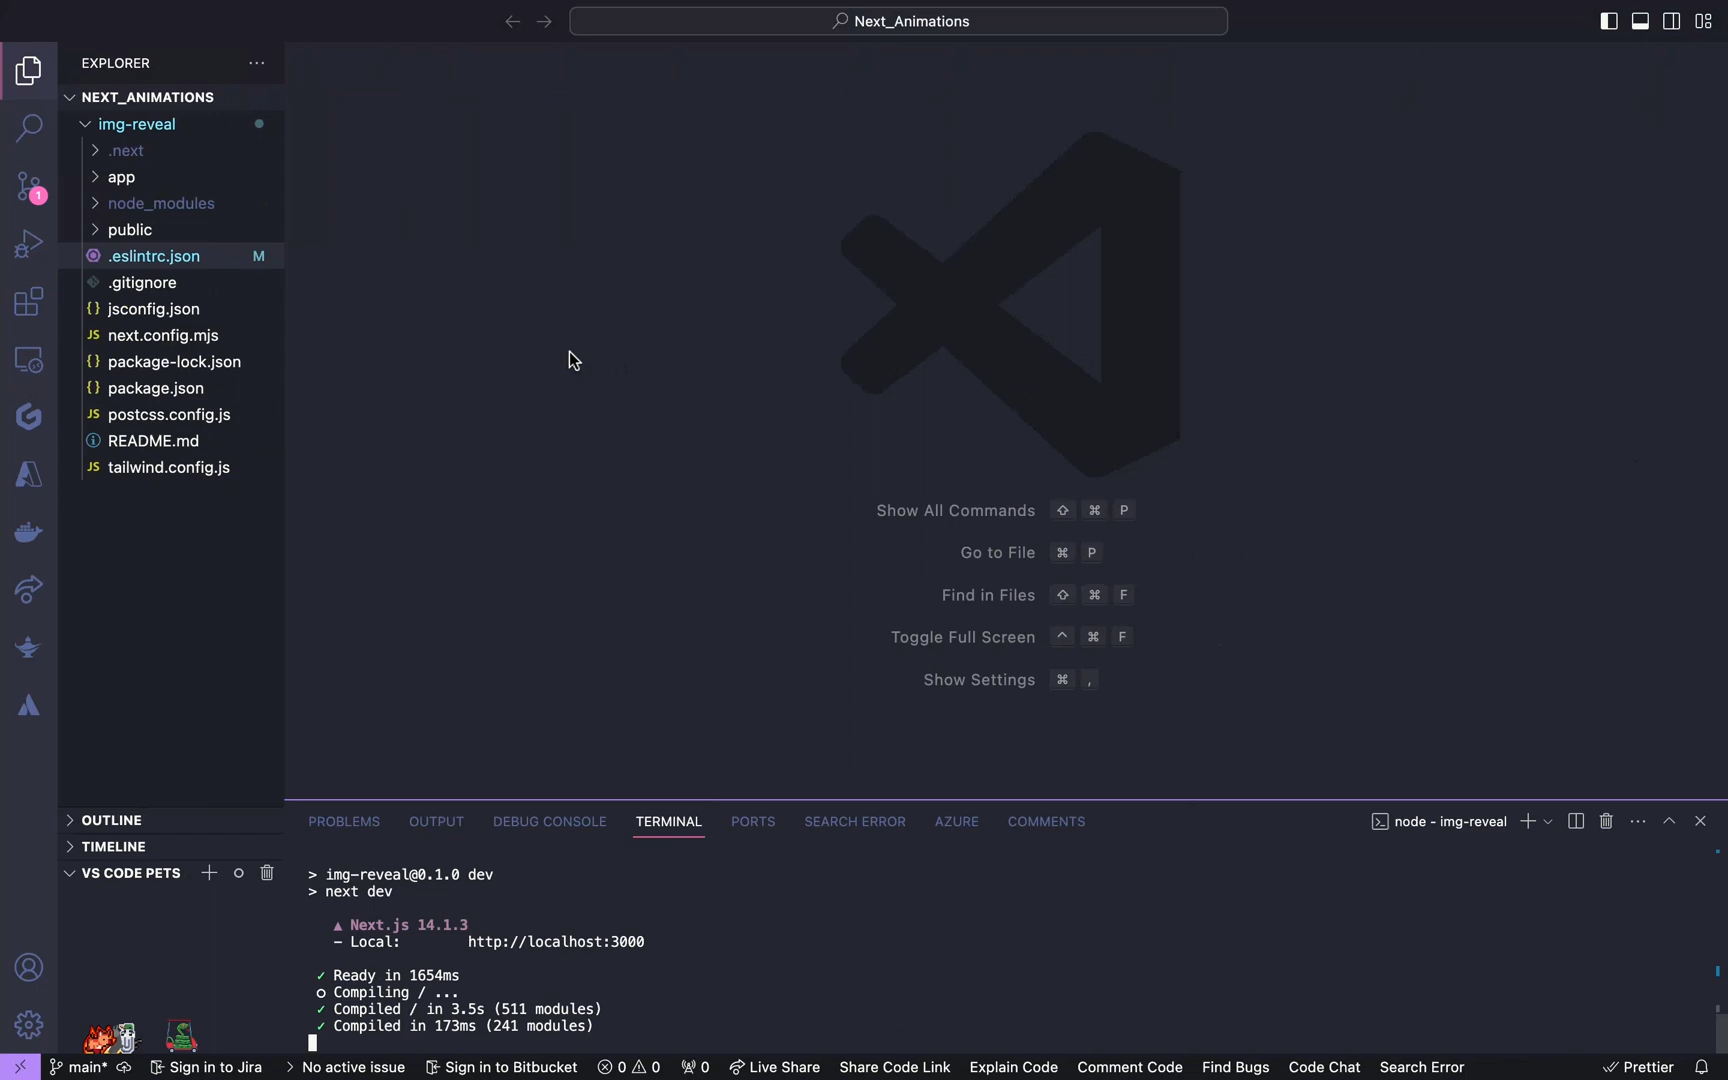 Next_Animations
EXPLORER
NEXT_ANIMATIONS
img-reveal
.next
app
node_modules
public
.eslintrc.json M
.gitignore
{} jsconfig.json
JS next.config.mjs
{} package-lock.json
{} package.json
JS postcss.config.js
README.md
JS tailwind.config.js
1
Show All Commands ⇧ ⌘ P
Go to File ⌘ P
Find in Files ⇧ ⌘ F
Toggle Full Screen ^ ⌘ F
Show Settings ⌘ ,
OUTLINE
TIMELINE
VS CODE PETS
PROBLEMS OUTPUT DEBUG CONSOLE TERMINAL PORTS SEARCH ERROR AZURE COMMENTS
node - img-reveal
> img-reveal@0.1.0 dev
> next dev
▲ Next.js 14.1.3
- Local: http://localhost:3000
✓ Ready in 1654ms
○ Compiling / ...
✓ Compiled / in 3.5s (511 modules)
✓ Compiled in 173ms (241 modules)
main* Sign in to Jira > No active issue Sign in to Bitbucket 0 0 0 Live Share Share Code Link Explain Code Comment Code Find Bugs Code Chat Search Error Prettier